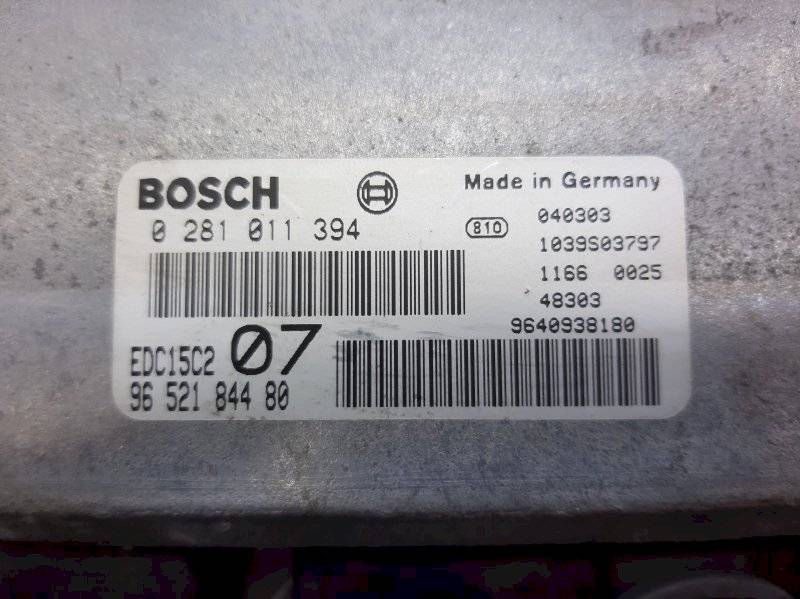 BOSCH
Made in Germany
0 281 011 394
810
040303
1039S03797
1166 0025
48303
9640938180
EDC15C2 07
96 521 844 80